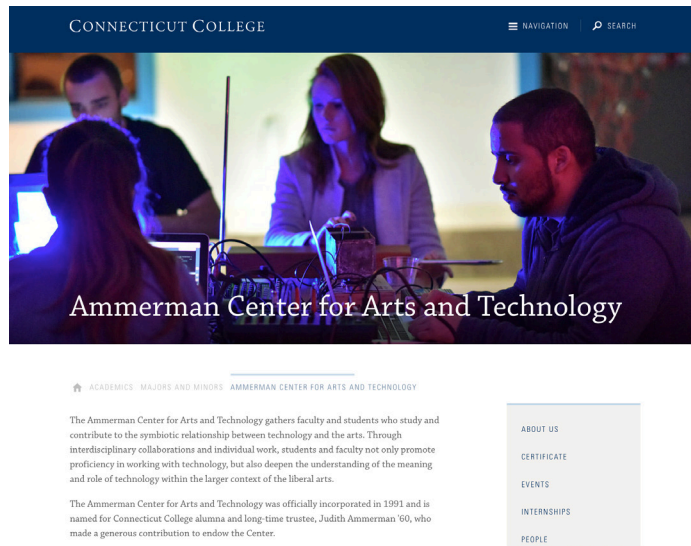 CONNECTICUT COLLEGE
NAVIGATION
SEARCH
Ammerman Center for Arts and Technology
ACADEMICS MAJORS AND MINORS AMMERMAN CENTER FOR ARTS AND TECHNOLOGY
The Ammerman Center for Arts and Technology gathers faculty and students who study and
contribute to the symbiotic relationship between technology and the arts. Through
interdisciplinary collaborations and individual work, students and faculty not only promote
proficiency in working with technology, but also deepen the understanding of the meaning
and role of technology within the larger context of the liberal arts.
The Ammerman Center for Arts and Technology was officially incorporated in 1991 and is
named for Connecticut College alumna and long-time trustee, Judith Ammerman '60, who
made a generous contribution to endow the Center.
ABOUT US
CERTIFICATE
EVENTS
INTERNSHIPS
PEOPLE